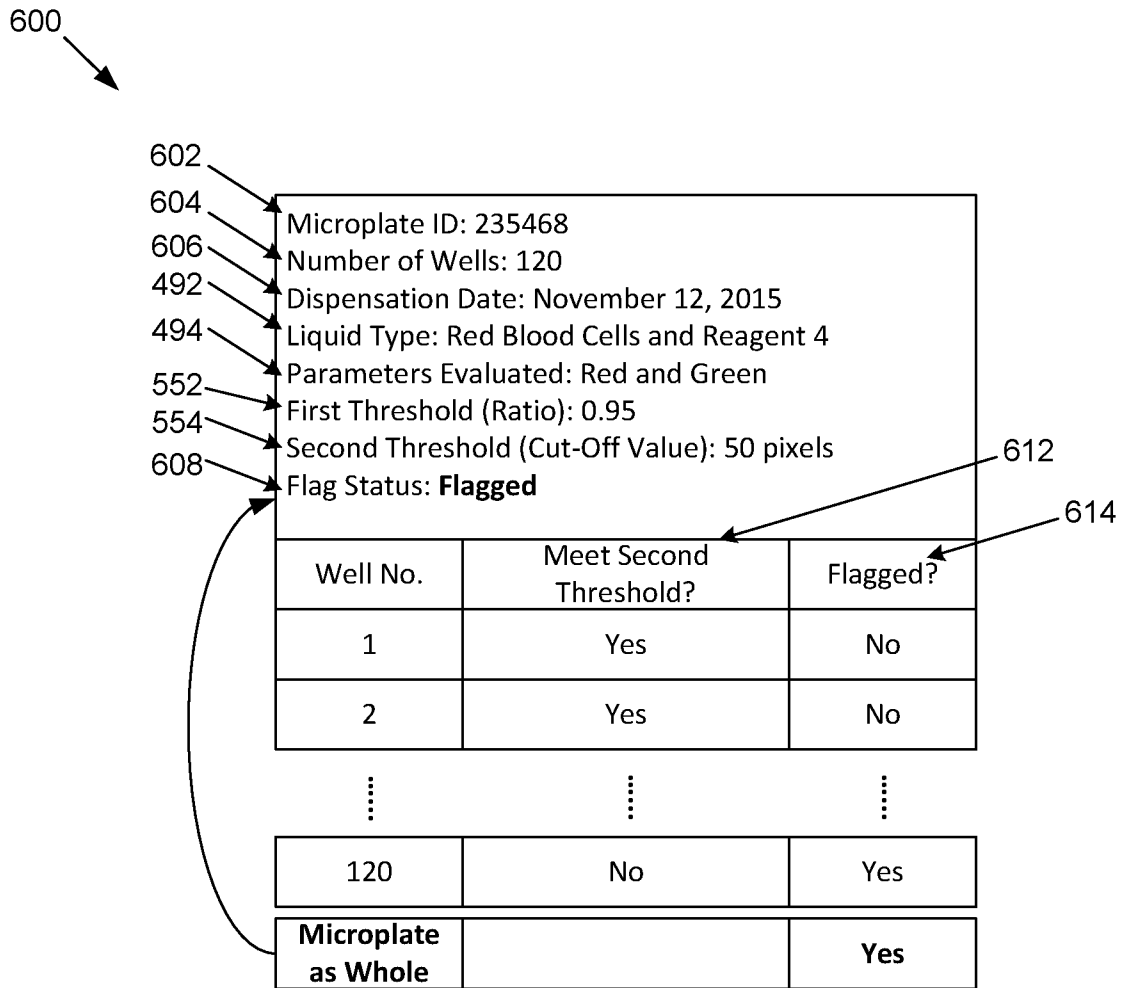 600
602
604
606
492
494
552
554
608
Microplate ID: 235468
Number of Wells: 120
Dispensation Date: November 12, 2015
Liquid Type: Red Blood Cells and Reagent 4
Parameters Evaluated: Red and Green
First Threshold (Ratio): 0.95
Second Threshold (Cut-Off Value): 50 pixels
Flag Status: Flagged
612
614
Well No.
Meet Second
Threshold?
Flagged?
1
Yes
No
2
Yes
No
120
No
Yes
Microplate
as Whole
Yes